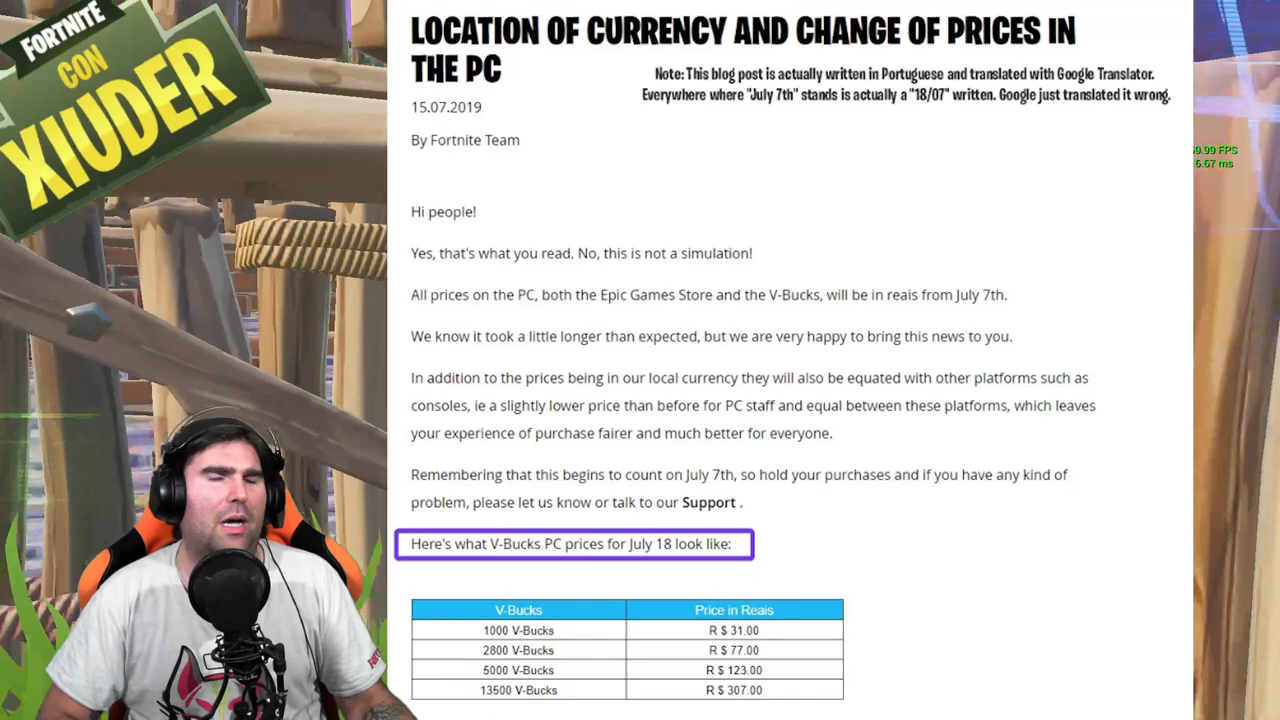 FORTNITE
CON
XIUDER
LOCATION OF CURRENCY AND CHANGE OF PRICES IN
THE PC
Note: This blog post is actually written in Portuguese and translated with Google Translator.
Everywhere where "July 7th" stands is actually a "18/07" written. Google just translated it wrong.
15.07.2019
By Fortnite Team
Hi people!
Yes, that's what you read. No, this is not a simulation!
All prices on the PC, both the Epic Games Store and the V-Bucks, will be in reais from July 7th.
We know it took a little longer than expected, but we are very happy to bring this news to you.
In addition to the prices being in our local currency they will also be equated with other platforms such as
consoles, ie a slightly lower price than before for PC staff and equal between these platforms, which leaves
your experience of purchase fairer and much better for everyone.
Remembering that this begins to count on July 7th, so hold your purchases and if you have any kind of
problem, please let us know or talk to our Support .
Here's what V-Bucks PC prices for July 18 look like:
V-Bucks Price in Reais
1000 V-Bucks R $ 31.00
2800 V-Bucks R $ 77.00
5000 V-Bucks R $ 123.00
13500 V-Bucks R $ 307.00
9.99 FPS
6.67 ms